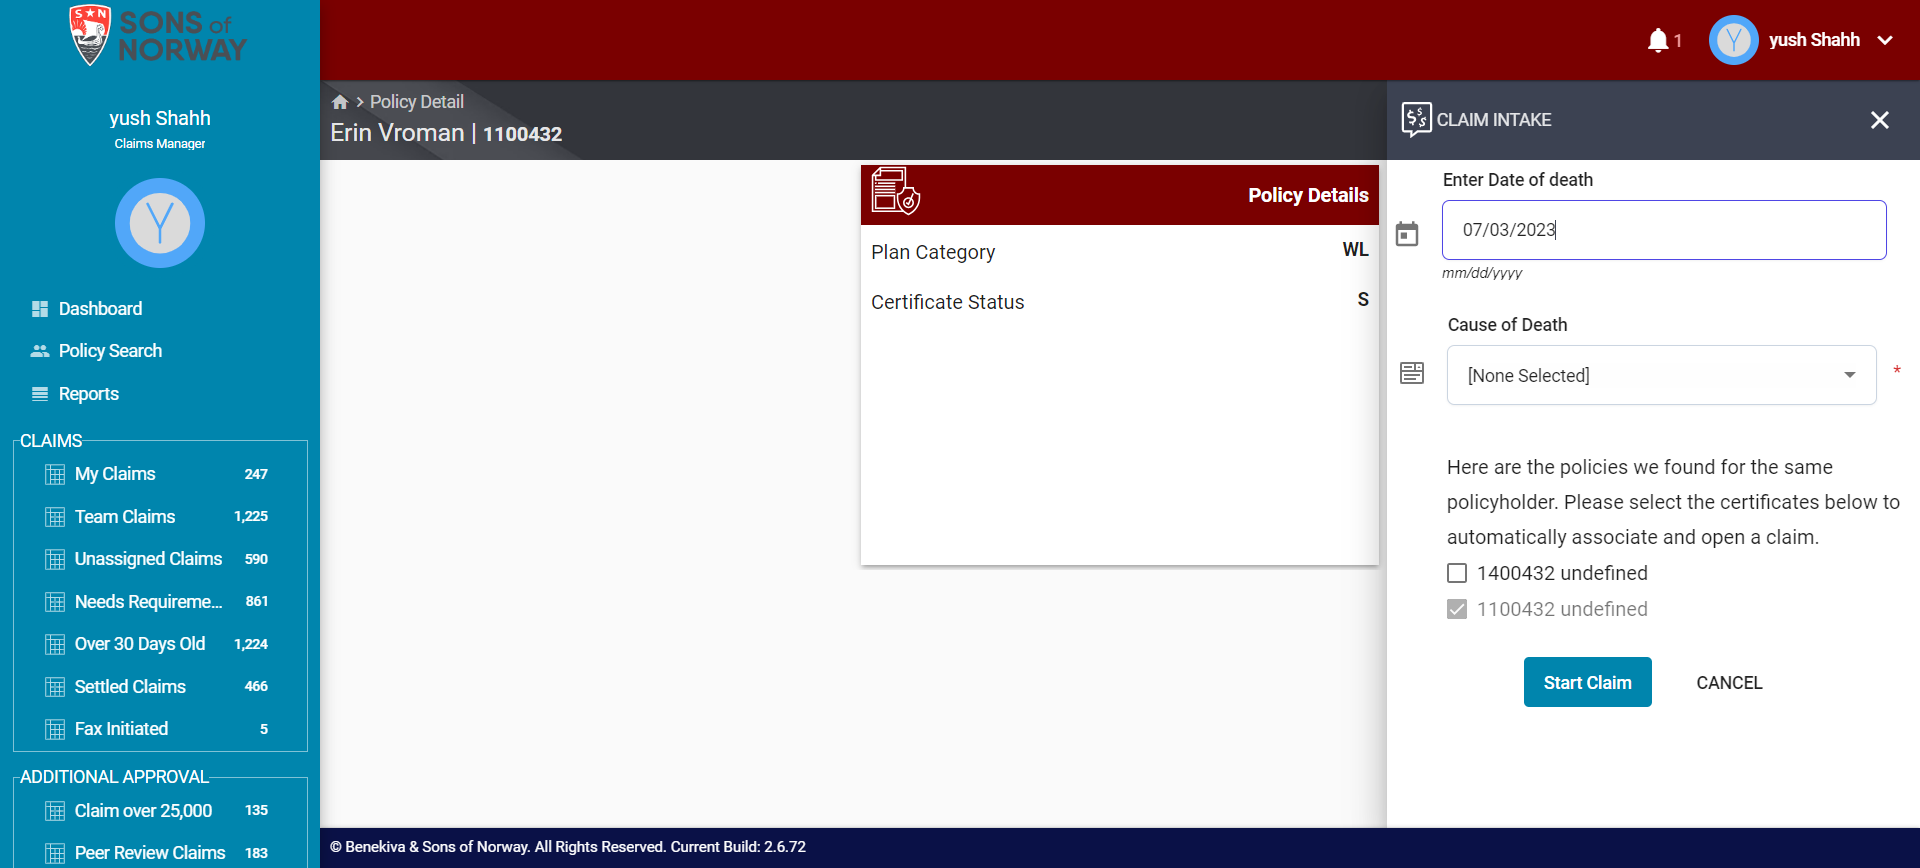 SONS of
NORWAY
1
Y
yush Shahh
yush Shahh
Claims Manager
Y
Dashboard
Policy Search
Reports
CLAIMS
My Claims 247
Team Claims 1,225
Unassigned Claims 590
Needs Requireme... 861
Over 30 Days Old 1,224
Settled Claims 466
Fax Initiated 5
ADDITIONAL APPROVAL
Claim over 25,000 135
Peer Review Claims 183
Policy Detail
Erin Vroman | 1100432
Policy Details
Plan Category WL
Certificate Status S
CLAIM INTAKE
Enter Date of death
07/03/2023
mm/dd/yyyy
Cause of Death
[None Selected] *
Here are the policies we found for the same
policyholder. Please select the certificates below to
automatically associate and open a claim.
1400432 undefined
1100432 undefined
Start Claim CANCEL
© Benekiva & Sons of Norway. All Rights Reserved. Current Build: 2.6.72